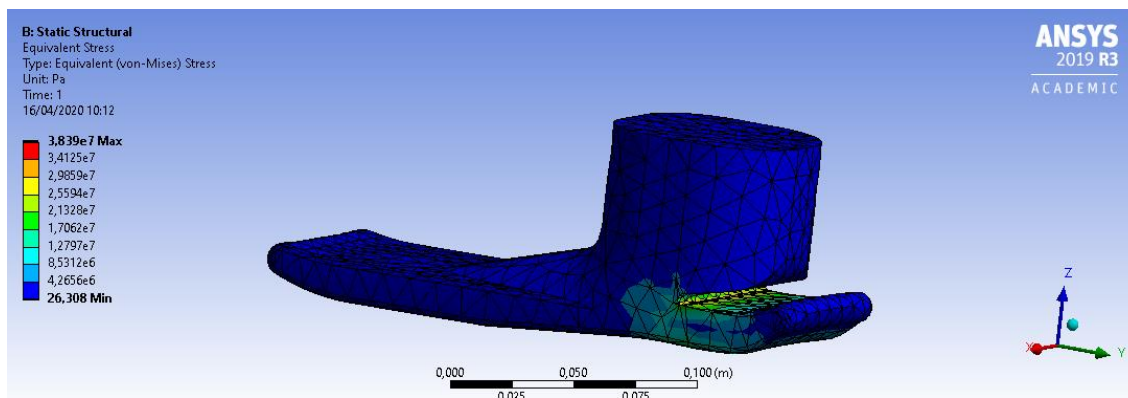 B: Static Structural
Equivalent Stress
Type: Equivalent (von-Mises) Stress
Unit: Pa
Time: 1
16/04/2020 10:12
3,839e7 Max
3,4125e7
2,9859e7
2,5594e7
2,1328e7
1,7062e7
1,2797e7
8,5312e6
4,2656e6
26,308 Min
ANSYS
2019 R3
ACADEMIC
Z
X
Y
0,000 0,050 0,100 (m)
0,025 0,075